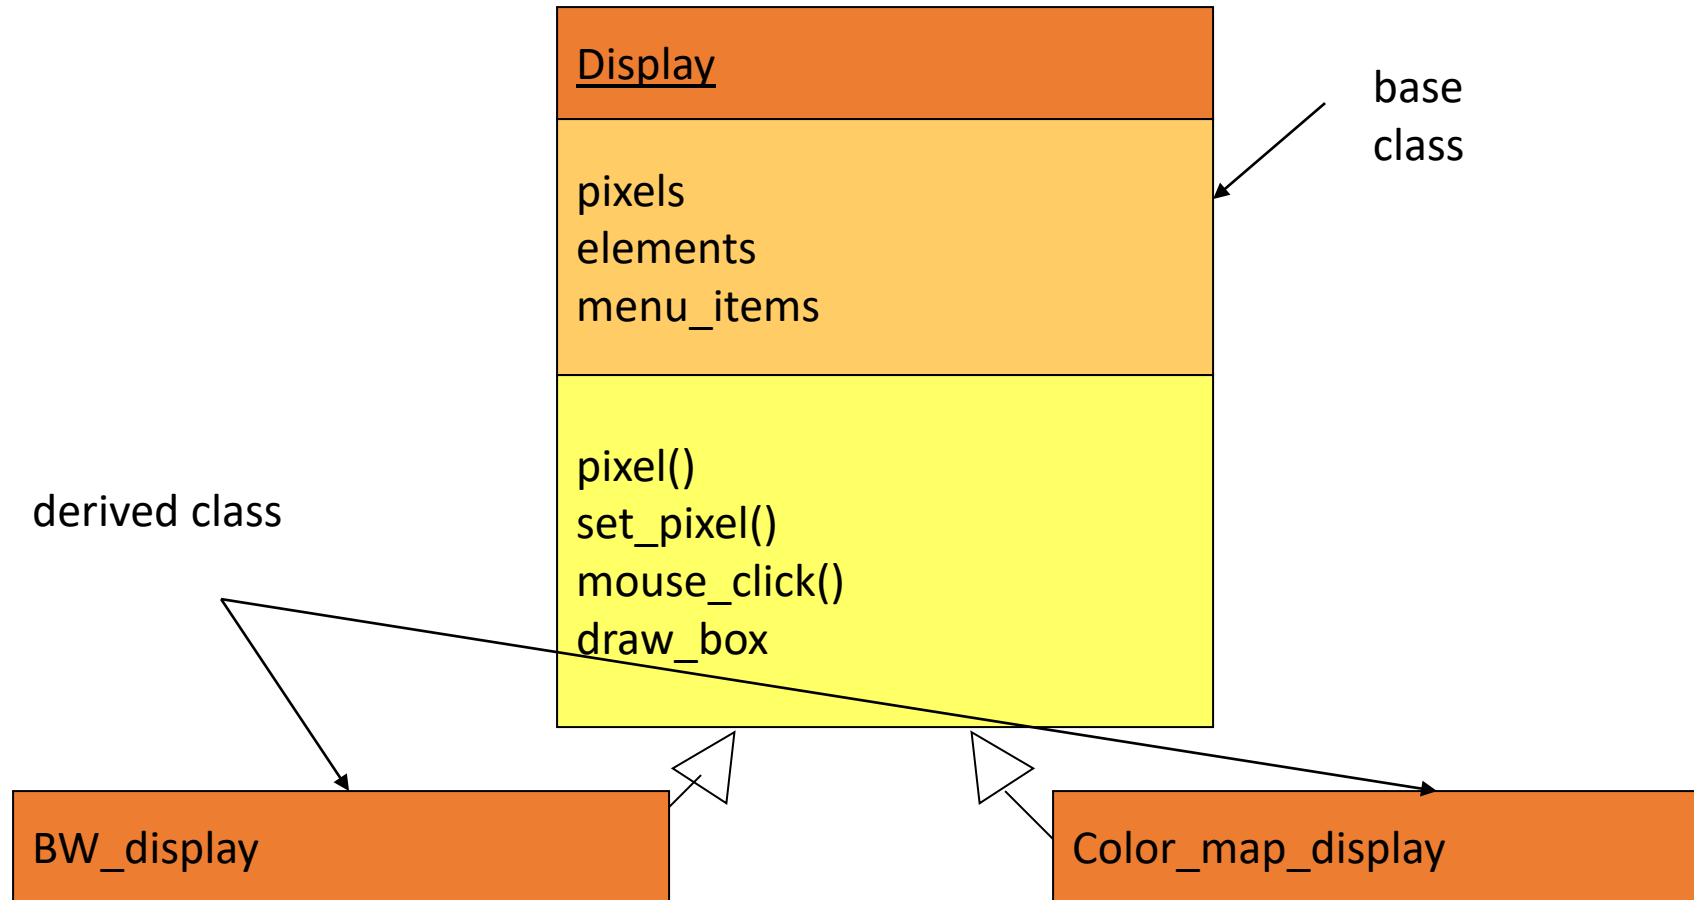 Display
base
class
pixels
elements
menu_items
pixel()
set_pixel()
mouse_click()
draw_box
derived class
BW_display
Color_map_display